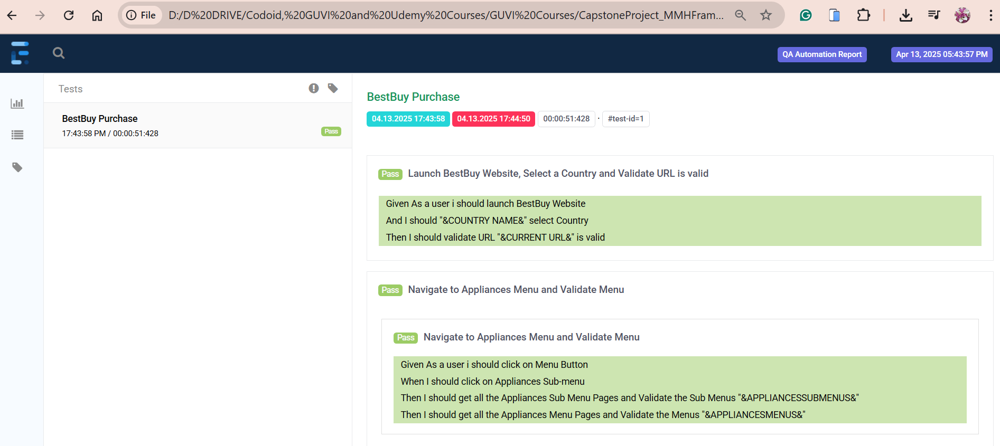 File D:/D%20DRIVE/Codoid,%20GUVI%20and%20Udemy%20Courses/GUVI%20Courses/CapstoneProject_MMHFram...
QA Automation Report Apr 13, 2025 05:43:57 PM
Tests
BestBuy Purchase
17:43:58 PM / 00:00:51:428
Pass
BestBuy Purchase
04.13.2025 17:43:58 04.13.2025 17:44:50 00:00:51:428 · #test-id=1
Pass Launch BestBuy Website, Select a Country and Validate URL is valid
Given As a user i should launch BestBuy Website
And I should "&COUNTRY NAME&" select Country
Then I should validate URL "&CURRENT URL&" is valid
Pass Navigate to Appliances Menu and Validate Menu
Pass Navigate to Appliances Menu and Validate Menu
Given As a user i should click on Menu Button
When I should click on Appliances Sub-menu
Then I should get all the Appliances Sub Menu Pages and Validate the Sub Menus "&APPLIANCESSUBMENUS&"
Then I should get all the Appliances Menu Pages and Validate the Menus "&APPLIANCESMENUS&"